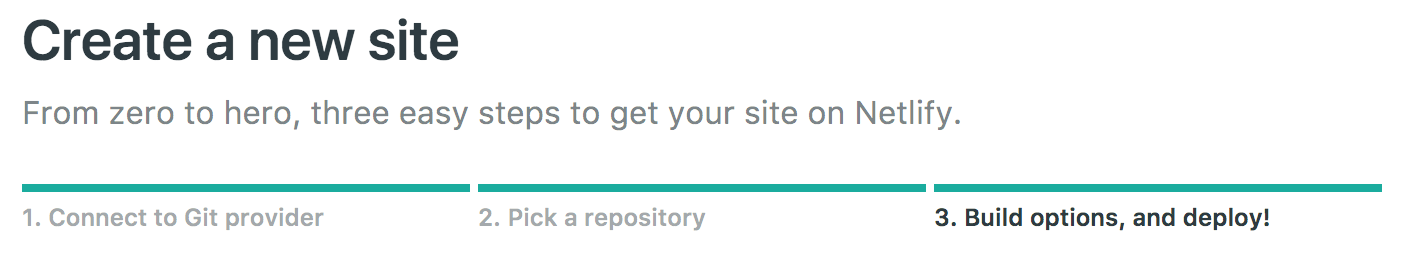 Create a new site
From zero to hero, three easy steps to get your site on Netlify.
1. Connect to Git provider
2. Pick a repository
3. Build options, and deploy!